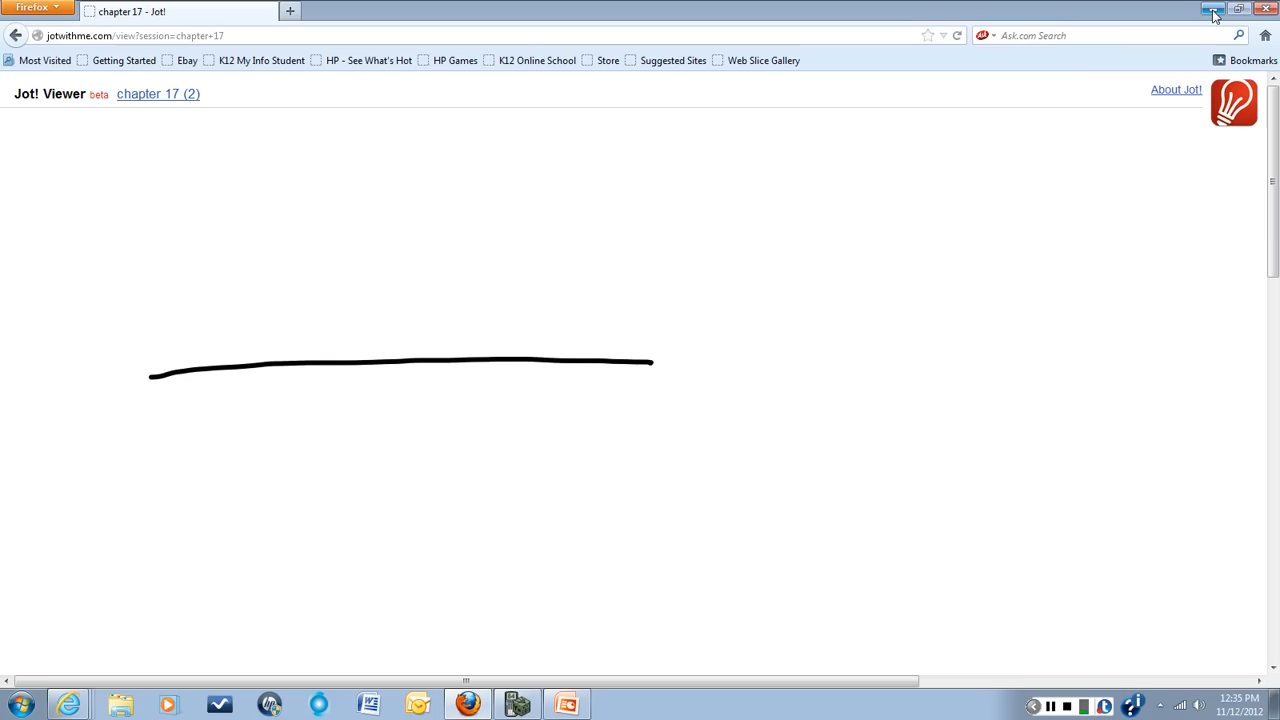 Firefox
chapter 17 - Jot!
jotwithme.com/view?session=chapter+17
Ask.com Search
Most Visited Getting Started Ebay K12 My Info Student HP - See What's Hot HP Games K12 Online School Store Suggested Sites Web Slice Gallery Bookmarks
Jot! Viewer beta chapter 17 (2) About Jot!
12:35 PM
11/12/2012